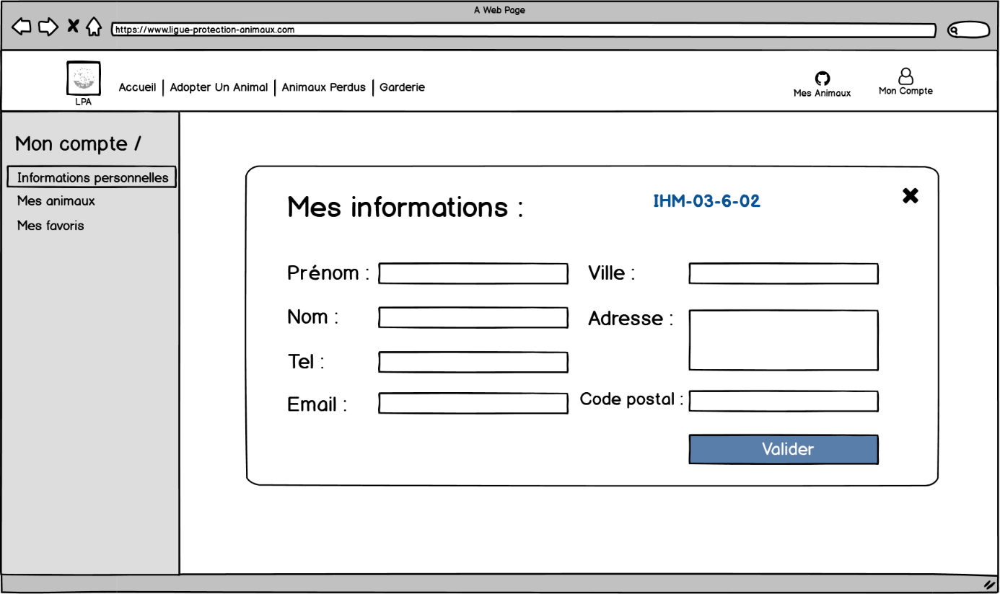 A Web Page
https://www.ligue-protection-animaux.com
LPA
Accueil | Adopter Un Animal | Animaux Perdus | Garderie
Mes Animaux
Mon Compte
Mon compte /
Informations personnelles
Mes animaux
Mes favoris
Mes informations :
IHM-03-6-02
Prénom :
Nom :
Tel :
Email :
Ville :
Adresse :
Code postal :
Valider